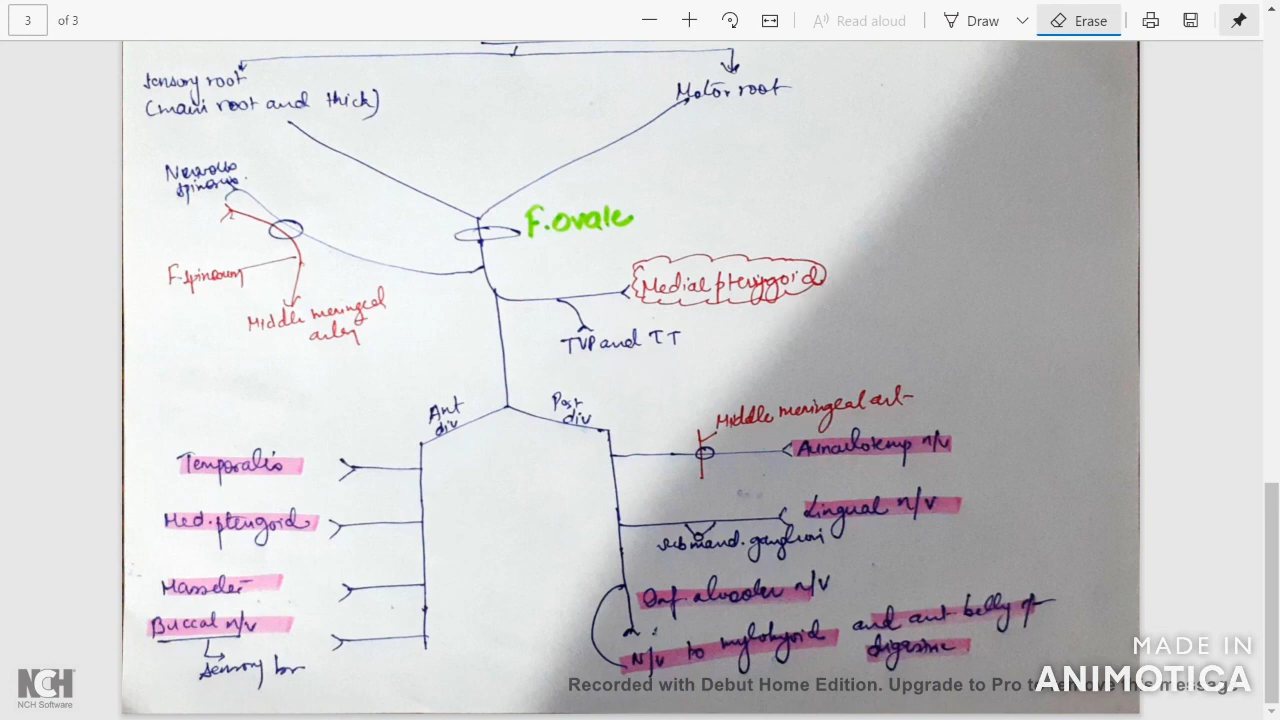 3 of 3
Read aloud
Draw
Erase
Sensory root
Motor root
(main root and thick)
Nervous
spinosus
F.ovale
F.spinosum
Medial pterygoid
Middle meningeal
artery
TVP and TT
Ant
div
Post
div
Middle meningeal art-
Temporalis
n/v
Med.pterygoid
Lingual n/v
submand. ganglion
Masseter
Inf. alveolar n/v
Buccal n/v
N/v to mylohyoid and ant belly of
digastric
sensory br
MADE IN
ANIMOTICA
NCH
NCH Software
Recorded with Debut Home Edition. Upgrade to Pro to remove this message